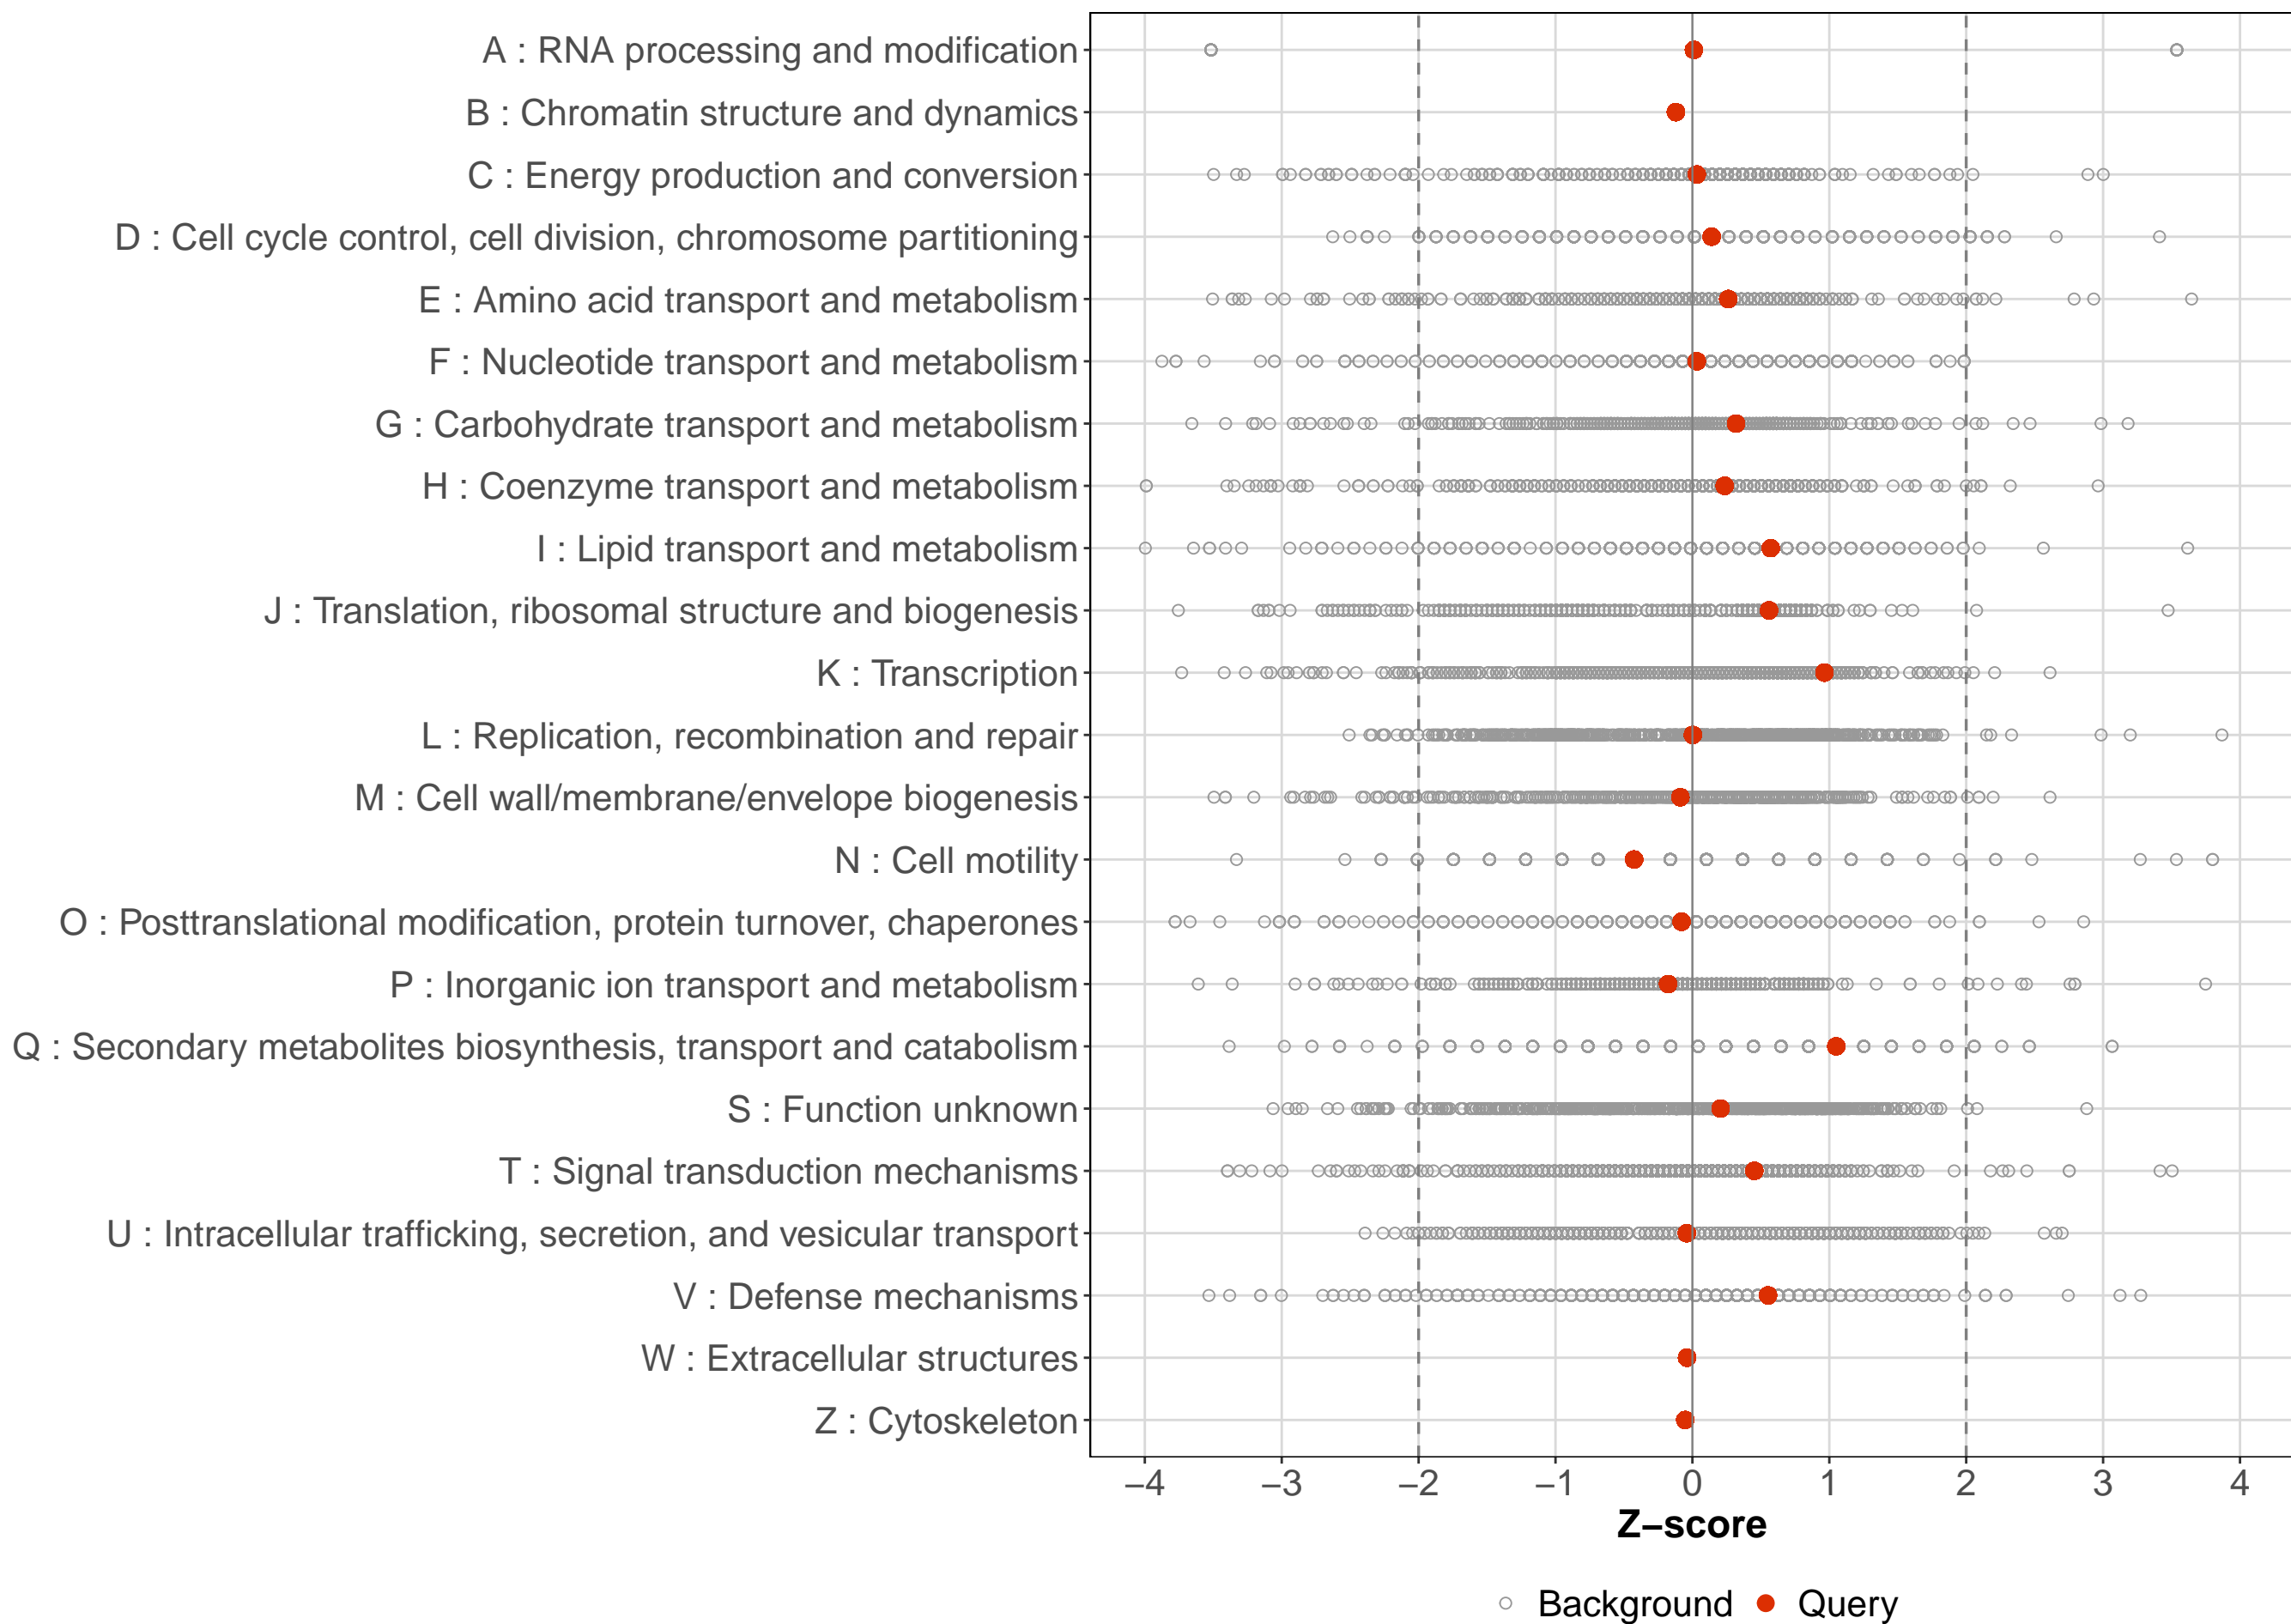 A : RNA processing and modification
B : Chromatin structure and dynamics
C : Energy production and conversion
D : Cell cycle control, cell division, chromosome partitioning
E : Amino acid transport and metabolism
F : Nucleotide transport and metabolism
G : Carbohydrate transport and metabolism
H : Coenzyme transport and metabolism
I : Lipid transport and metabolism
J : Translation, ribosomal structure and biogenesis
K : Transcription
L : Replication, recombination and repair
M : Cell wall/membrane/envelope biogenesis
N : Cell motility
O : Posttranslational modification, protein turnover, chaperones
P : Inorganic ion transport and metabolism
Q : Secondary metabolites biosynthesis, transport and catabolism
S : Function unknown
T : Signal transduction mechanisms
U : Intracellular trafficking, secretion, and vesicular transport
V : Defense mechanisms
W : Extracellular structures
Z : Cytoskeleton
−4 −3 −2 −1 0 1 2 3 4
Z−score
Background Query